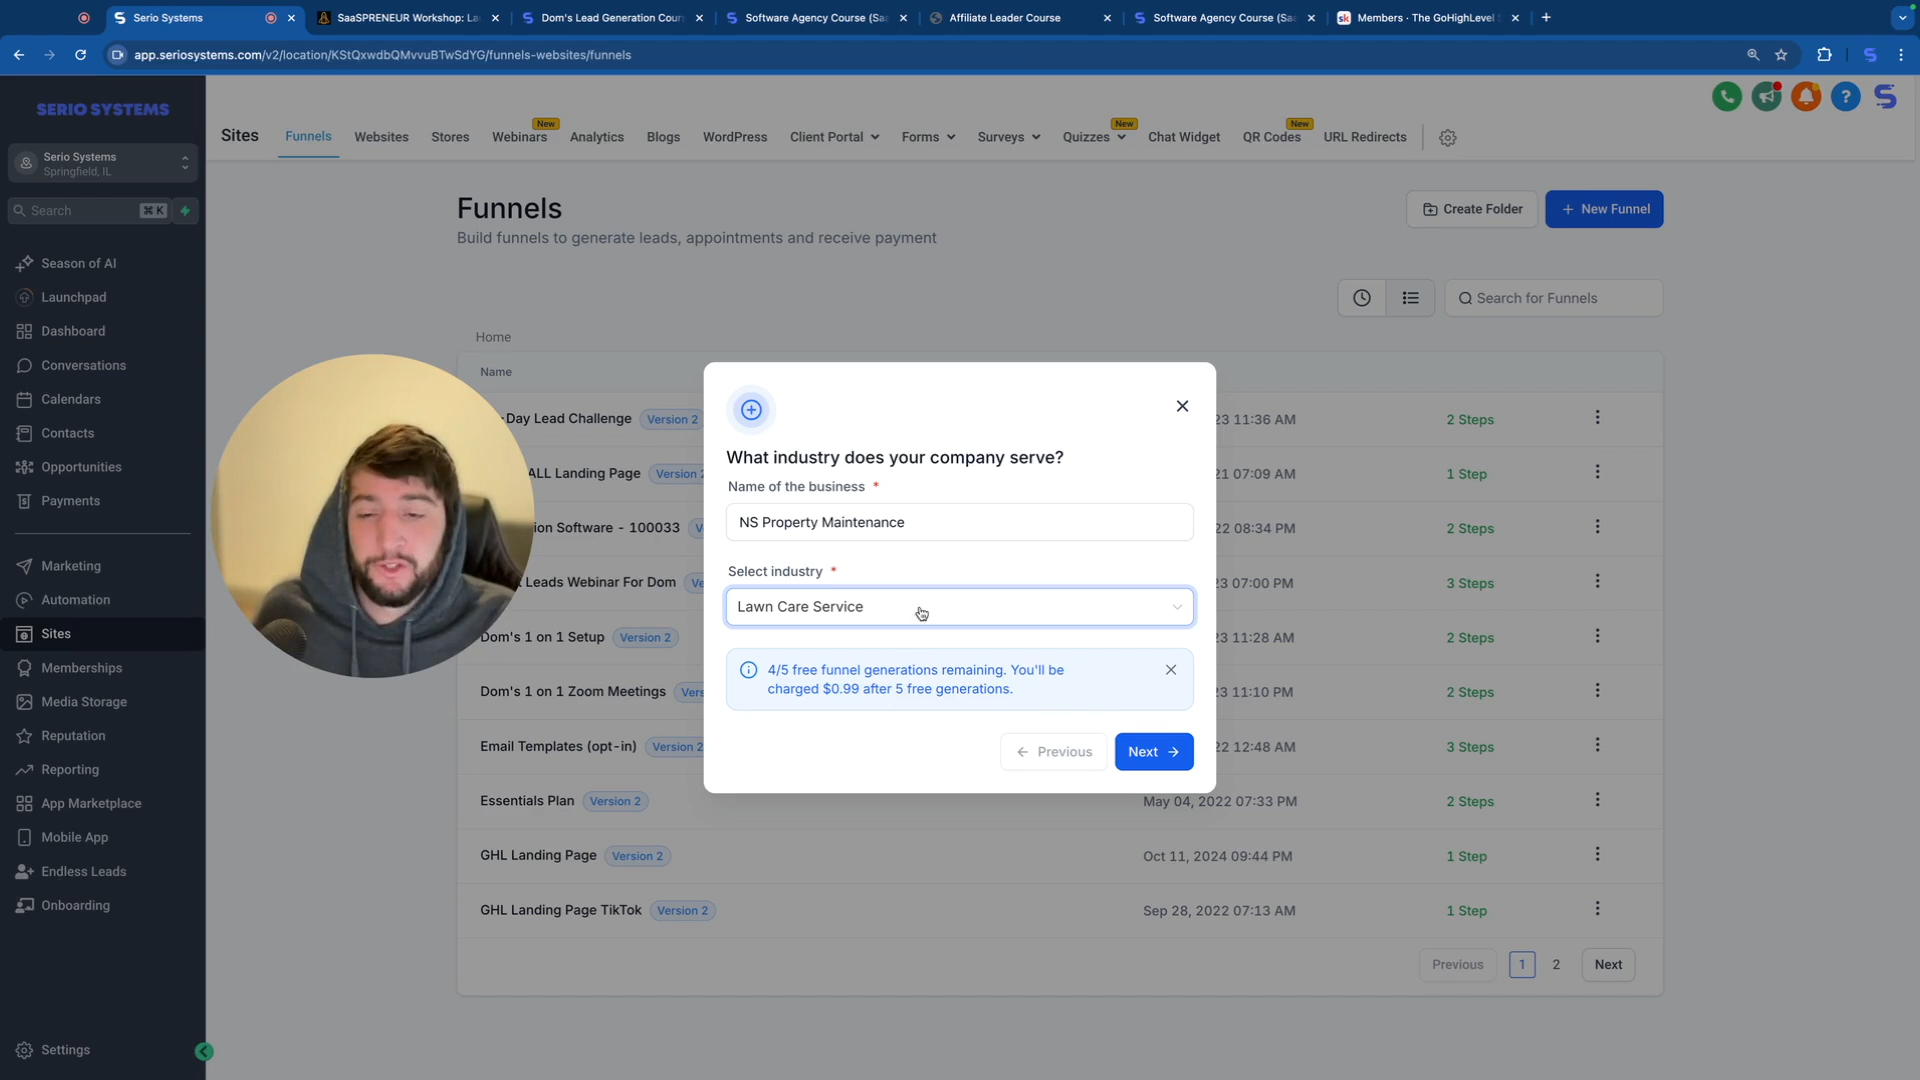 Serio Systems
SaaSPRENEUR Workshop: La
Dom's Lead Generation Cour
Software Agency Course (Saa
Affiliate Leader Course
Software Agency Course (Saa
Members · The GoHighLevel
app.seriosystems.com/v2/location/KStQxwdbQMvvuBTwSdYG/funnels-websites/funnels
SERIO SYSTEMS
Serio Systems
Springfield, IL
Search ⌘ K
Season of AI
Launchpad
Dashboard
Conversations
Calendars
Contacts
Opportunities
Payments
Marketing
Automation
Sites
Memberships
Media Storage
Reputation
Reporting
App Marketplace
Mobile App
Endless Leads
Onboarding
Settings
Sites Funnels Websites Stores Webinars New Analytics Blogs WordPress Client Portal Forms Surveys Quizzes New Chat Widget QR Codes New URL Redirects
Funnels
Build funnels to generate leads, appointments and receive payment
Create Folder
+ New Funnel
Search for Funnels
Home
Name
Day Lead Challenge Version 2 23 11:36 AM 2 Steps
ALL Landing Page Version 21 07:09 AM 1 Step
ion Software - 100033 22 08:34 PM 2 Steps
Leads Webinar For Dom Ve 23 07:00 PM 3 Steps
Dom's 1 on 1 Setup Version 2 23 11:28 AM 2 Steps
Dom's 1 on 1 Zoom Meetings Vers 23 11:10 PM 2 Steps
Email Templates (opt-in) Version 2 22 12:48 AM 3 Steps
Essentials Plan Version 2 May 04, 2022 07:33 PM 2 Steps
GHL Landing Page Version 2 Oct 11, 2024 09:44 PM 1 Step
GHL Landing Page TikTok Version 2 Sep 28, 2022 07:13 AM 1 Step
Previous 1 2 Next
What industry does your company serve?
Name of the business *
NS Property Maintenance
Select industry *
Lawn Care Service
4/5 free funnel generations remaining. You'll be
charged $0.99 after 5 free generations.
Previous
Next